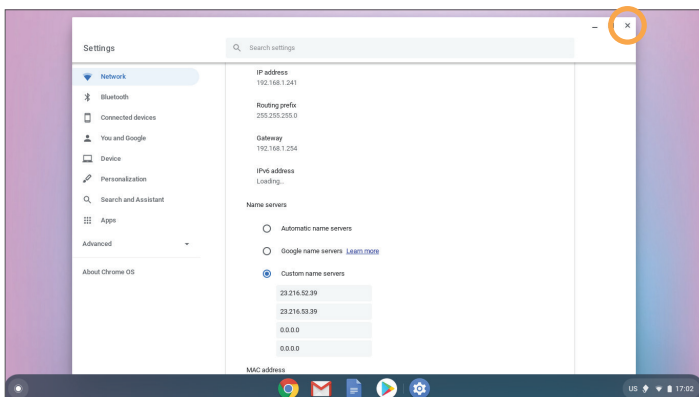 Settings
Search settings
Network
Bluetooth
Connected devices
You and Google
Device
Personalization
Search and Assistant
Apps
Advanced
About Chrome OS
IP address
192.168.1.241
Routing prefix
255.255.255.0
Gateway
192.168.1.254
IPv6 address
Loading...
Name servers
Automatic name servers
Google name servers Learn more
Custom name servers
23.216.52.39
23.216.53.39
0.0.0.0
0.0.0.0
MAC address
US 17:02